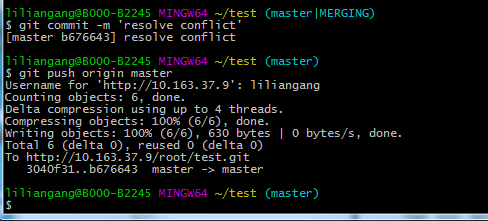 liliangang@B000-B2245 MINGW64 ~/test (master|MERGING)
$ git commit -m 'resolve conflict'
[master b676643] resolve conflict
liliangang@B000-B2245 MINGW64 ~/test (master)
$ git push origin master
Username for 'http://10.163.37.9': liliangang
Counting objects: 6, done.
Delta compression using up to 4 threads.
Compressing objects: 100% (6/6), done.
Writing objects: 100% (6/6), 630 bytes | 0 bytes/s, done.
Total 6 (delta 0), reused 0 (delta 0)
To http://10.163.37.9/root/test.git
   3040f31..b676643  master -> master
liliangang@B000-B2245 MINGW64 ~/test (master)
$